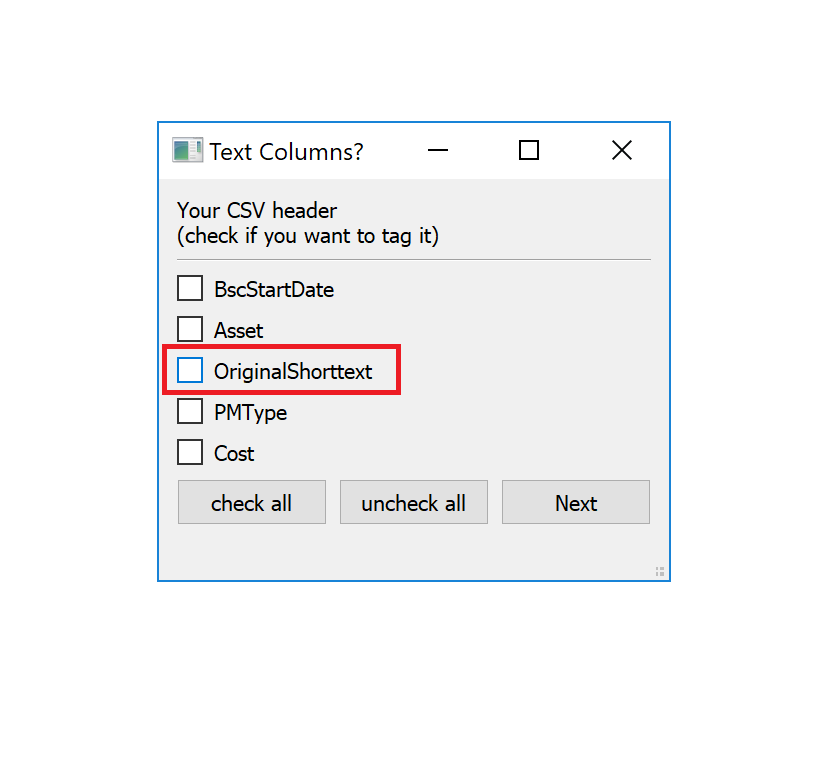 Text Columns?
Your CSV header
(check if you want to tag it)
BscStartDate
Asset
OriginalShorttext
PMType
Cost
check all uncheck all Next